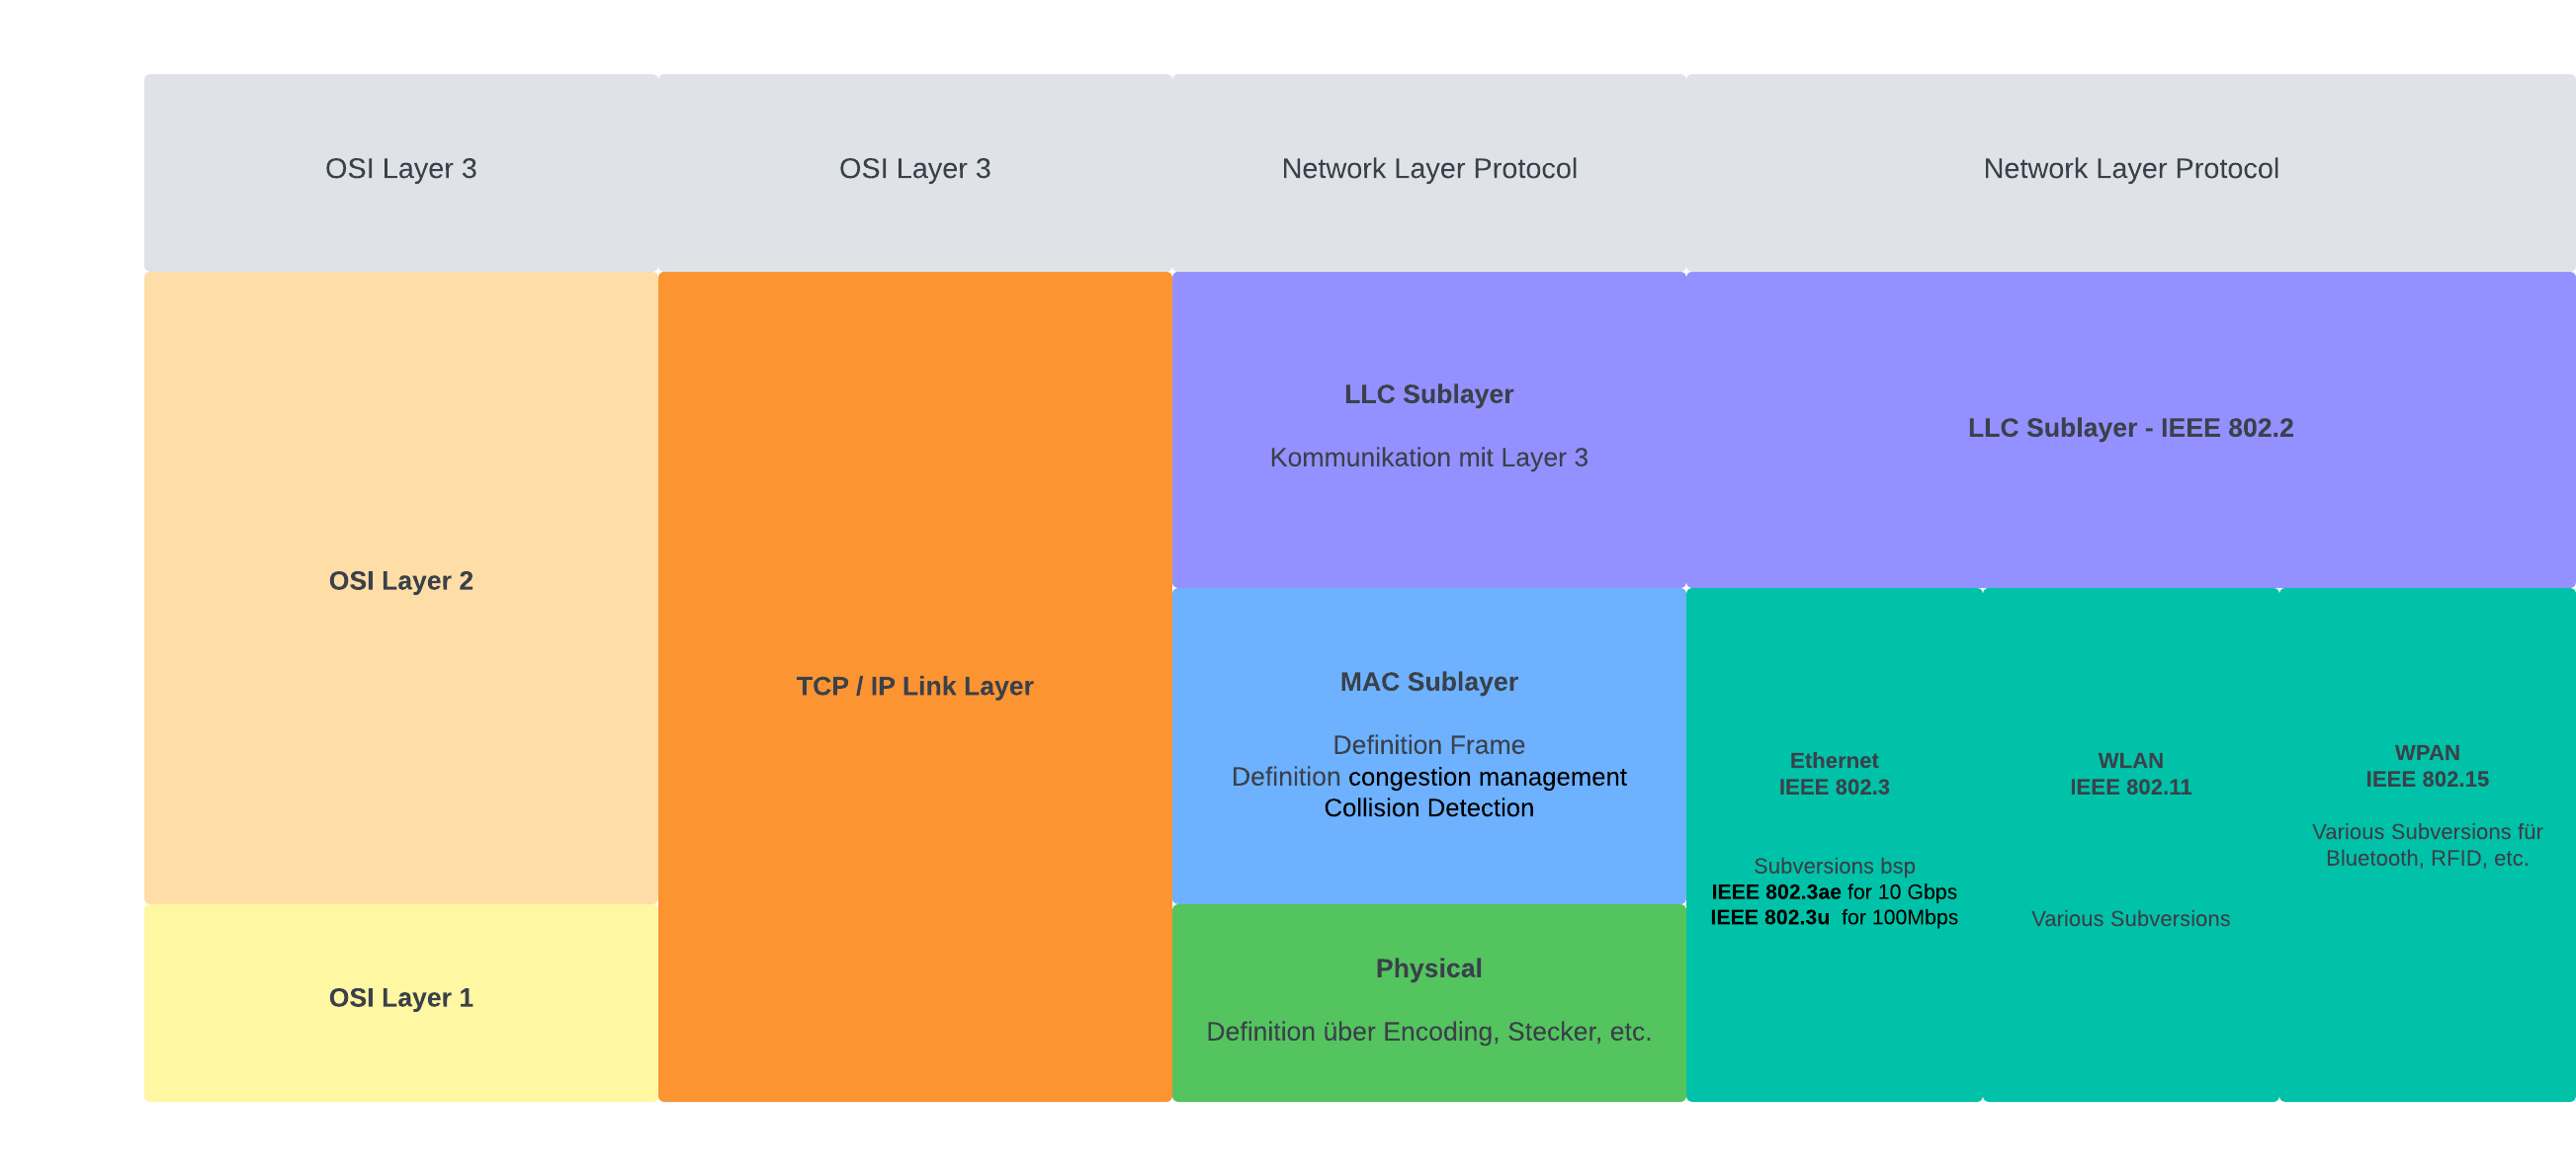 OSI Layer 3
OSI Layer 3
Network Layer Protocol
Network Layer Protocol
OSI Layer 2
TCP / IP Link Layer
LLC Sublayer
Kommunikation mit Layer 3
LLC Sublayer - IEEE 802.2
MAC Sublayer
Definition Frame
Definition congestion management
Collision Detection
Ethernet
IEEE 802.3
Subversions bsp
IEEE 802.3ae for 10 Gbps
IEEE 802.3u  for 100Mbps
WLAN
IEEE 802.11
Various Subversions
WPAN
IEEE 802.15
Various Subversions für
Bluetooth, RFID, etc.
OSI Layer 1
Physical
Definition über Encoding, Stecker, etc.